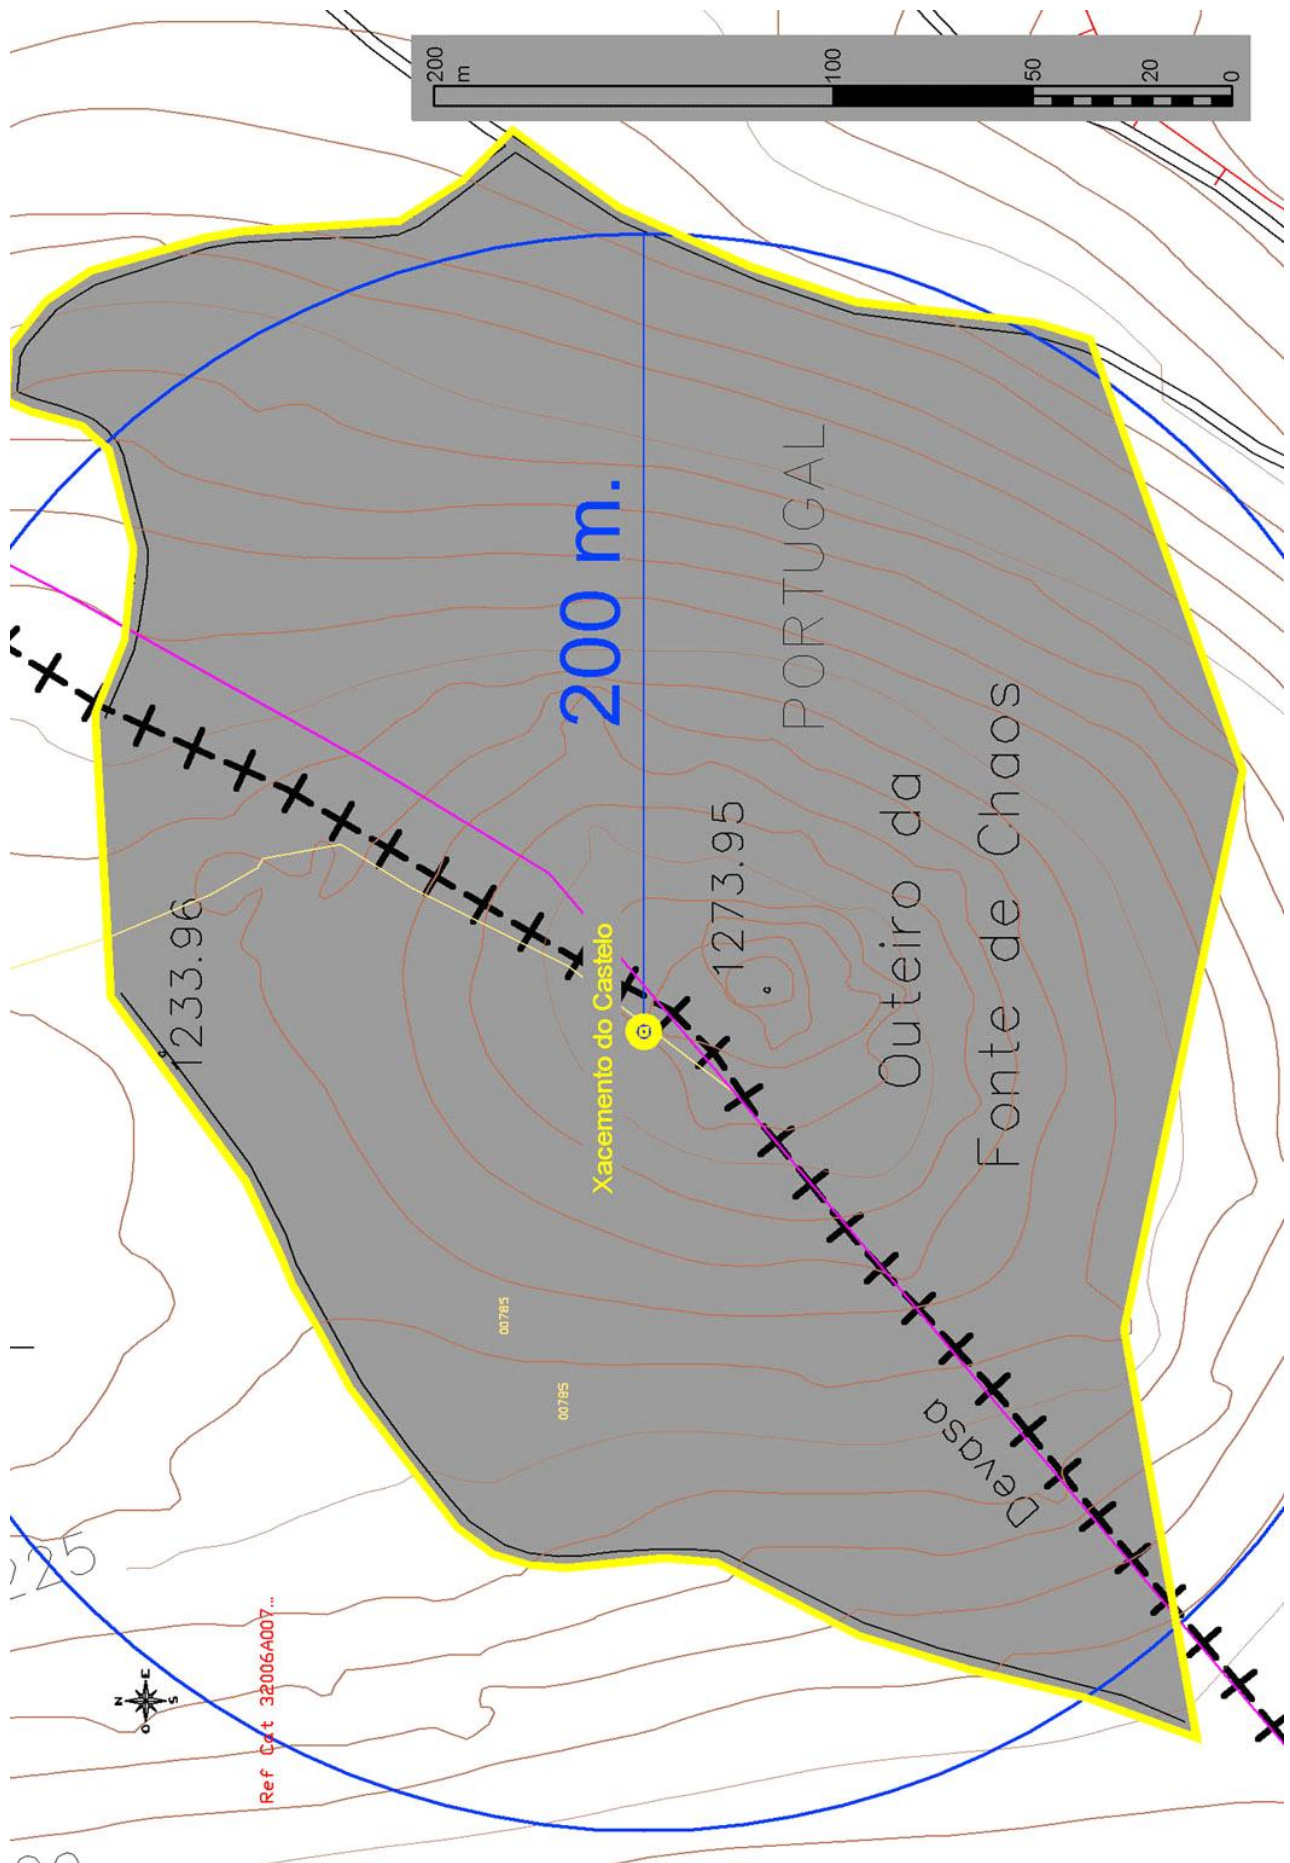 200
m
100
50
20
0
200 m.
PORTUGAL
1273.95
Outeiro da
Fonte de Chaos
1233.96
Xacemento do Castelo
00785
00785
Devasa
225
N
E
S
O
Ref Cat 32006A007...